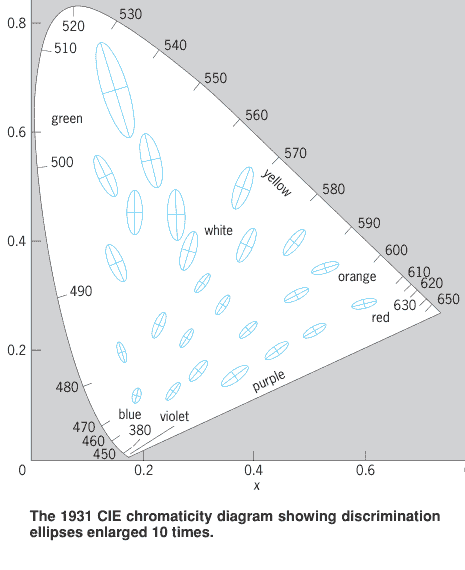 0.8
520
530
510
540
550
green
0.6
560
500
570
yellow
580
white
590
0.4
600
orange
610
620
490
630
650
red
0.2
480
purple
blue
violet
470
380
460
450
0
0.2
0.4
0.6
x
The 1931 CIE chromaticity diagram showing discrimination
ellipses enlarged 10 times.